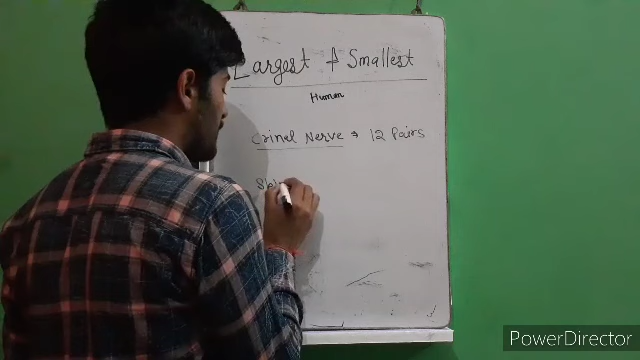 Largest & Smallest
Human
Crinel Nerve → 12 Pairs
PowerDirector